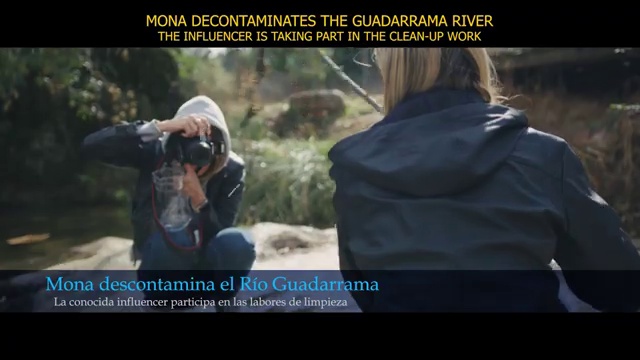 MONA DECONTAMINATES THE GUADARRAMA RIVER
THE INFLUENCER IS TAKING PART IN THE CLEAN-UP WORK
Mona descontamina el Río Guadarrama
La conocida influencer participa en las labores de limpieza